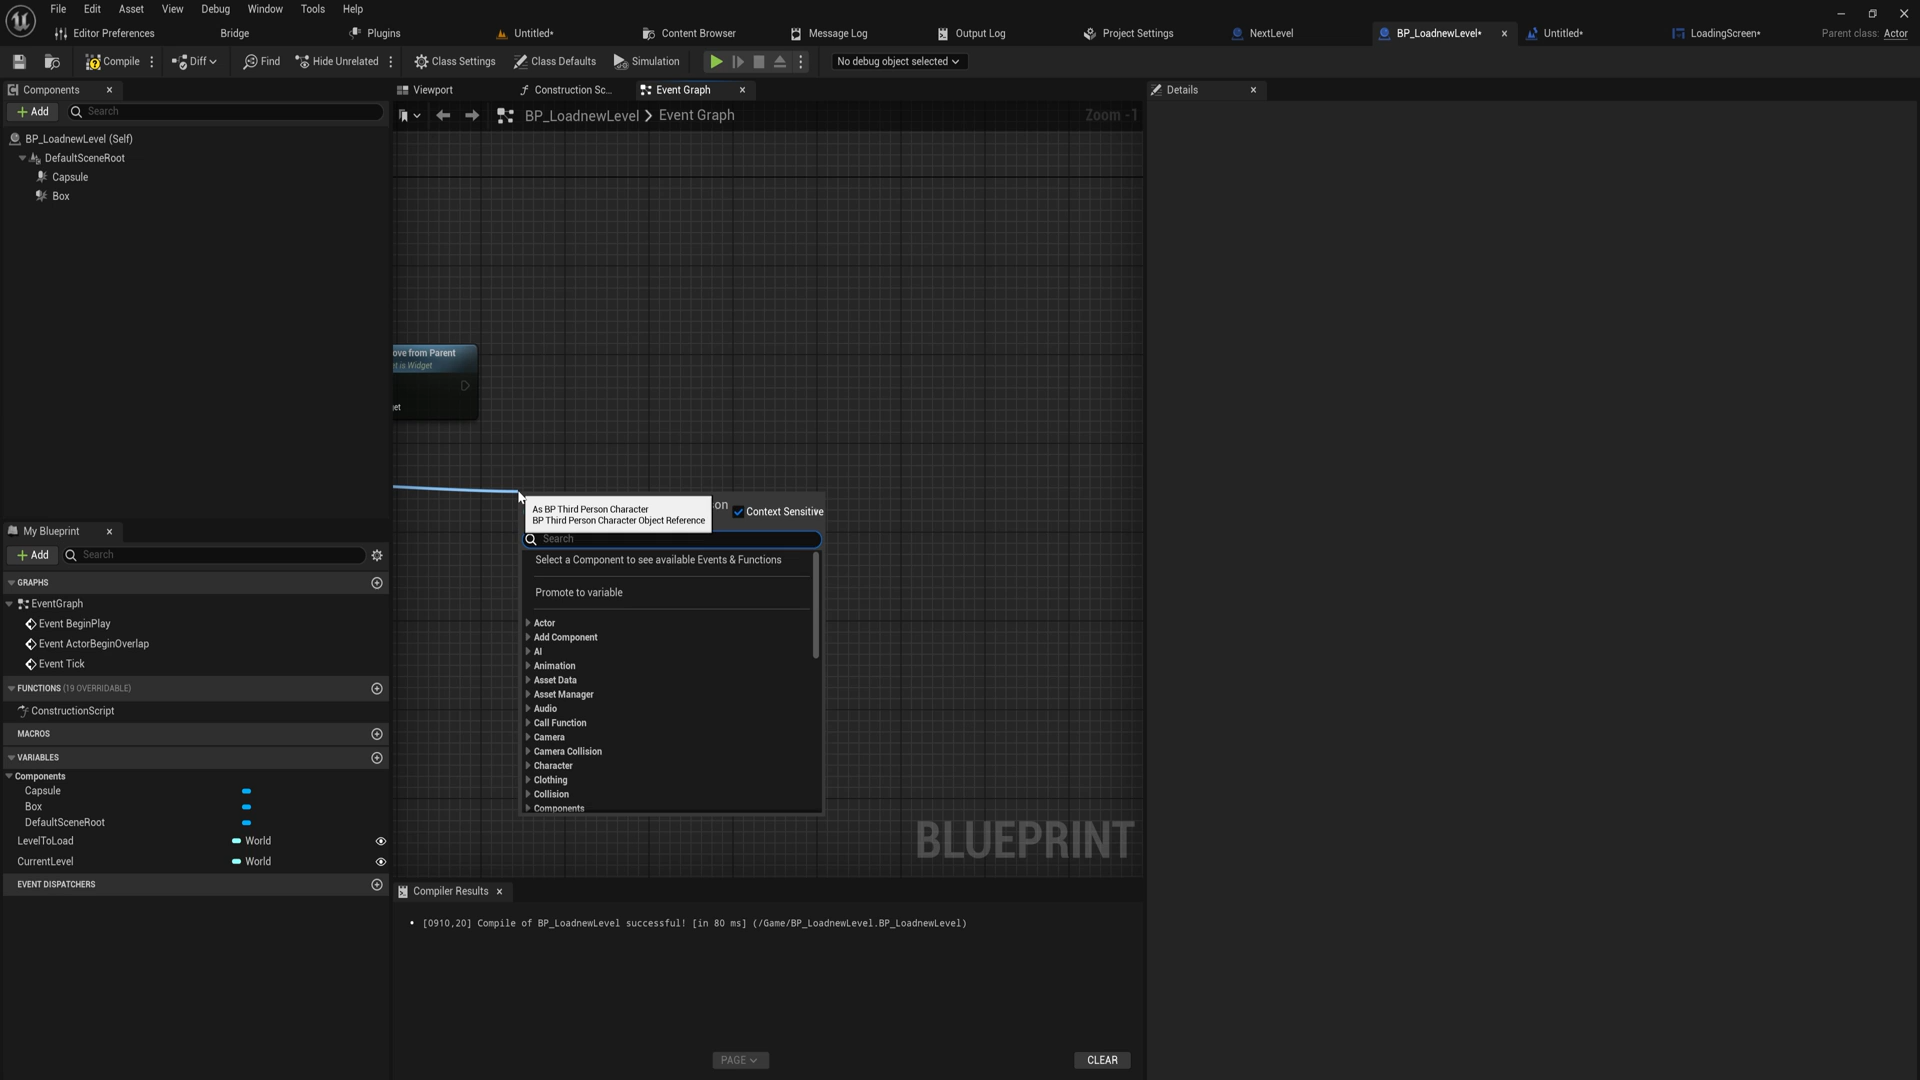 File Edit Asset View Debug Window Tools Help
Editor Preferences Bridge Plugins Untitled* Content Browser Message Log Output Log Project Settings NextLevel BP_LoadnewLevel* Untitled* LoadingScreen* Parent class: Actor
Compile Diff Find Hide Unrelated Class Settings Class Defaults Simulation No debug object selected
Components Viewport Construction Sc... Event Graph Details
Add Search
BP_LoadnewLevel > Event Graph Zoom -1
BP_LoadnewLevel (Self)
DefaultSceneRoot
Capsule
Box
ove from Parent
et is Widget
et
As BP Third Person Character
BP Third Person Character Object Reference
on Context Sensitive
Search
Select a Component to see available Events & Functions
Promote to variable
Actor
Add Component
AI
Animation
Asset Data
Asset Manager
Audio
Call Function
Camera
Camera Collision
Character
Clothing
Collision
Components
BLUEPRINT
My Blueprint
Add Search
GRAPHS
EventGraph
Event BeginPlay
Event ActorBeginOverlap
Event Tick
FUNCTIONS (19 OVERRIDABLE)
ConstructionScript
MACROS
VARIABLES
Components
Capsule
Box
DefaultSceneRoot
LevelToLoad World
CurrentLevel World
EVENT DISPATCHERS
Compiler Results
• [0910,20] Compile of BP_LoadnewLevel successful! [in 80 ms] (/Game/BP_LoadnewLevel.BP_LoadnewLevel)
PAGE CLEAR